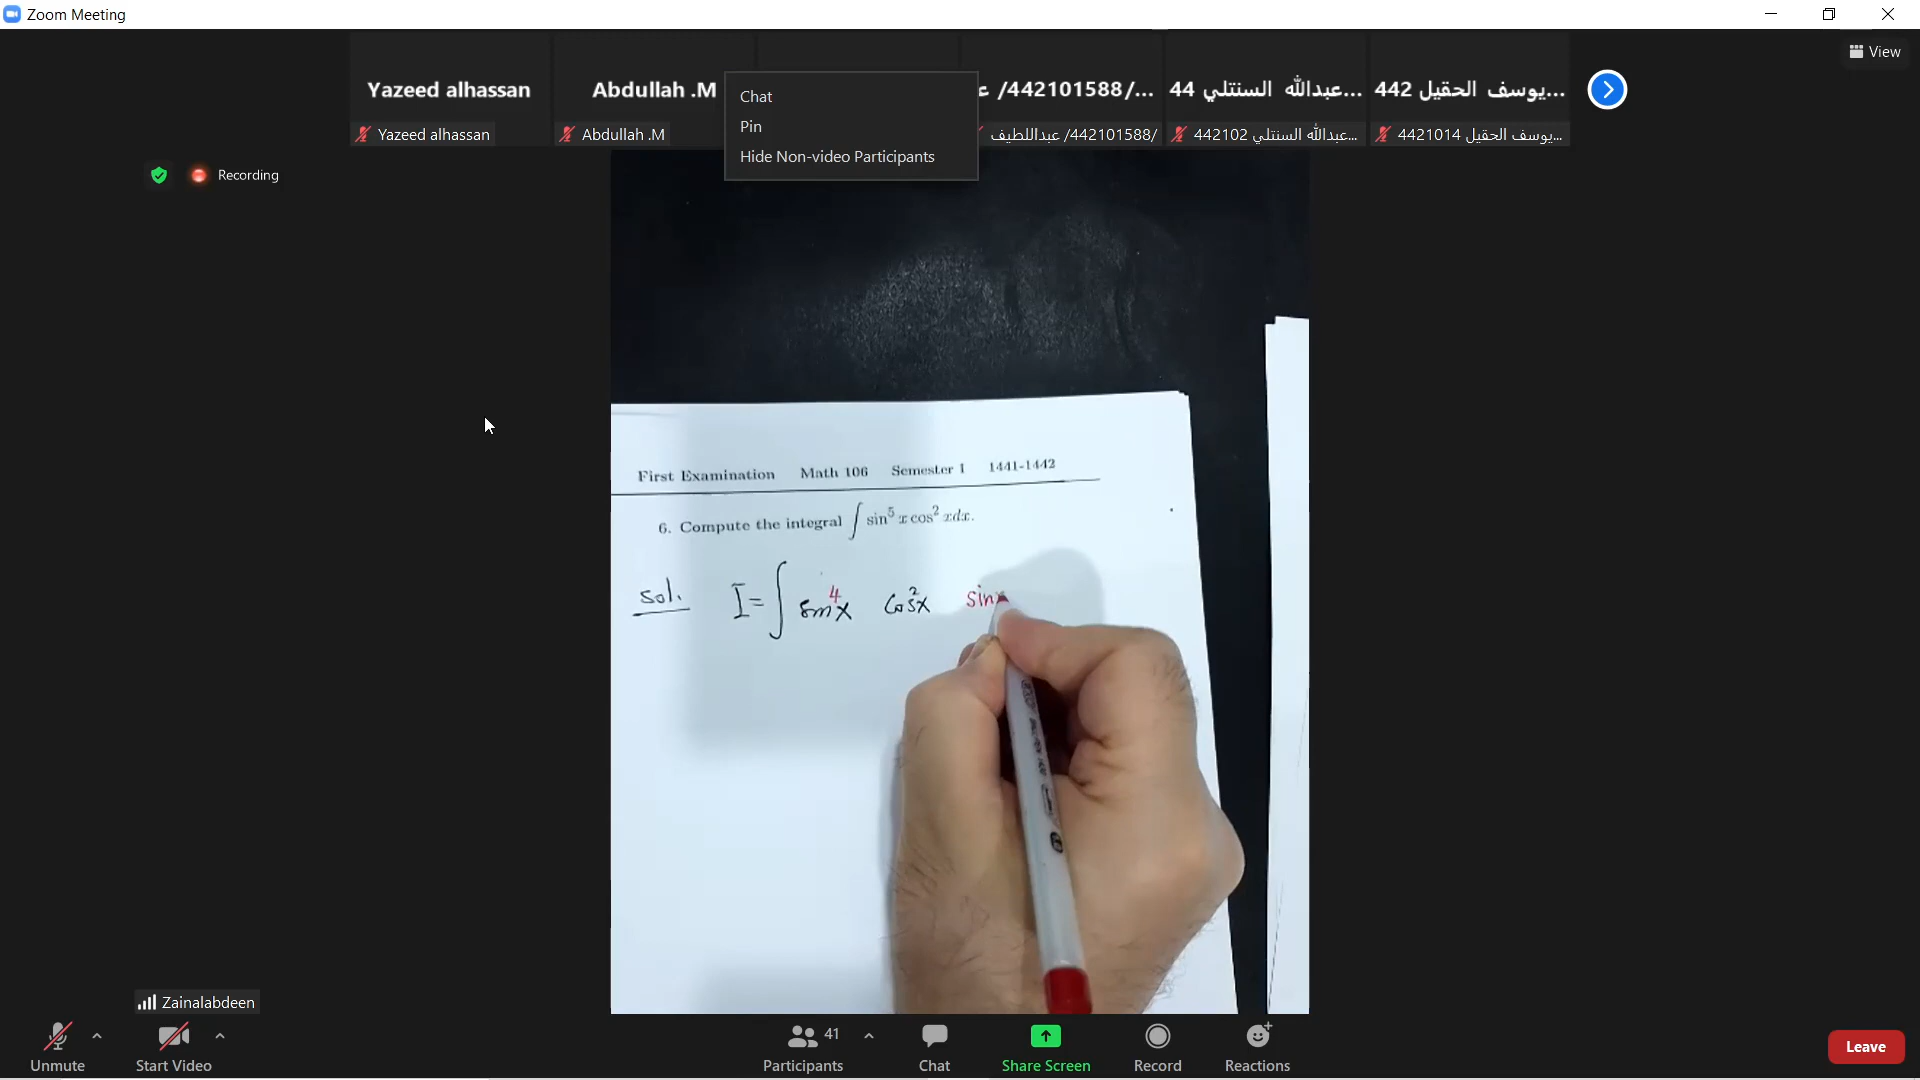 Zoom Meeting
View
Yazeed alhassan
Abdullah .M
/442101588/...
عبدالله السنتلي 44...
يوسف الحقيل 442...
Yazeed alhassan
Abdullah .M
عبداللطيف /442101588/
عبدالله السنتلي 442102...
يوسف الحقيل 4421014...
Chat
Pin
Hide Non-video Participants
Recording
First Examination Math 106 Semester I 1441-1442
6. Compute the integral ∫ sin⁵ x cos² x dx.
sol. I = ∫ sin⁴x cos²x sinx
Zainalabdeen
Unmute
Start Video
41
Participants
Chat
Share Screen
Record
Reactions
Leave